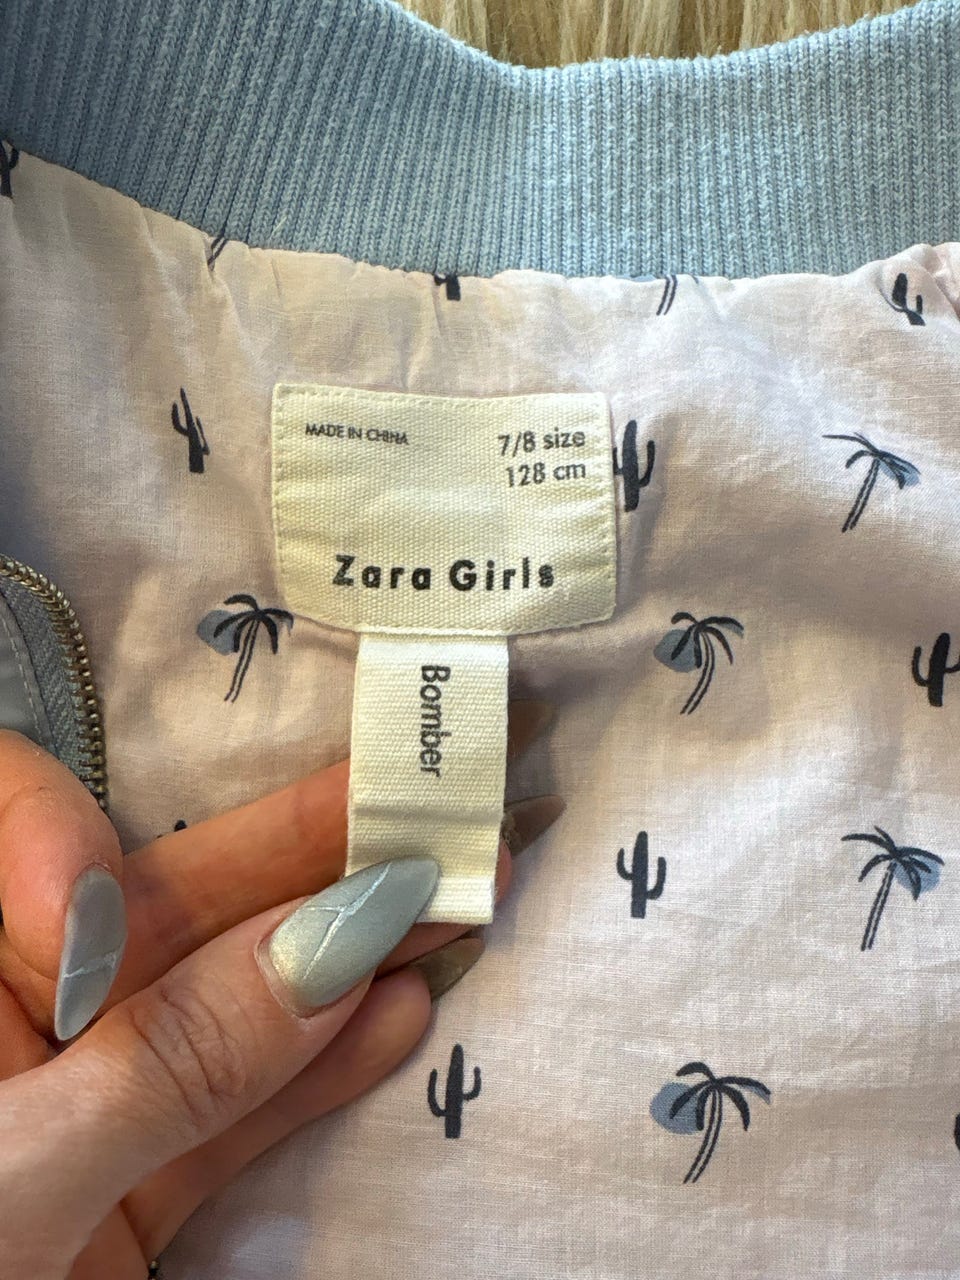 MADE IN CHINA
7/8 size
128 cm
Zara Girls
Bomber